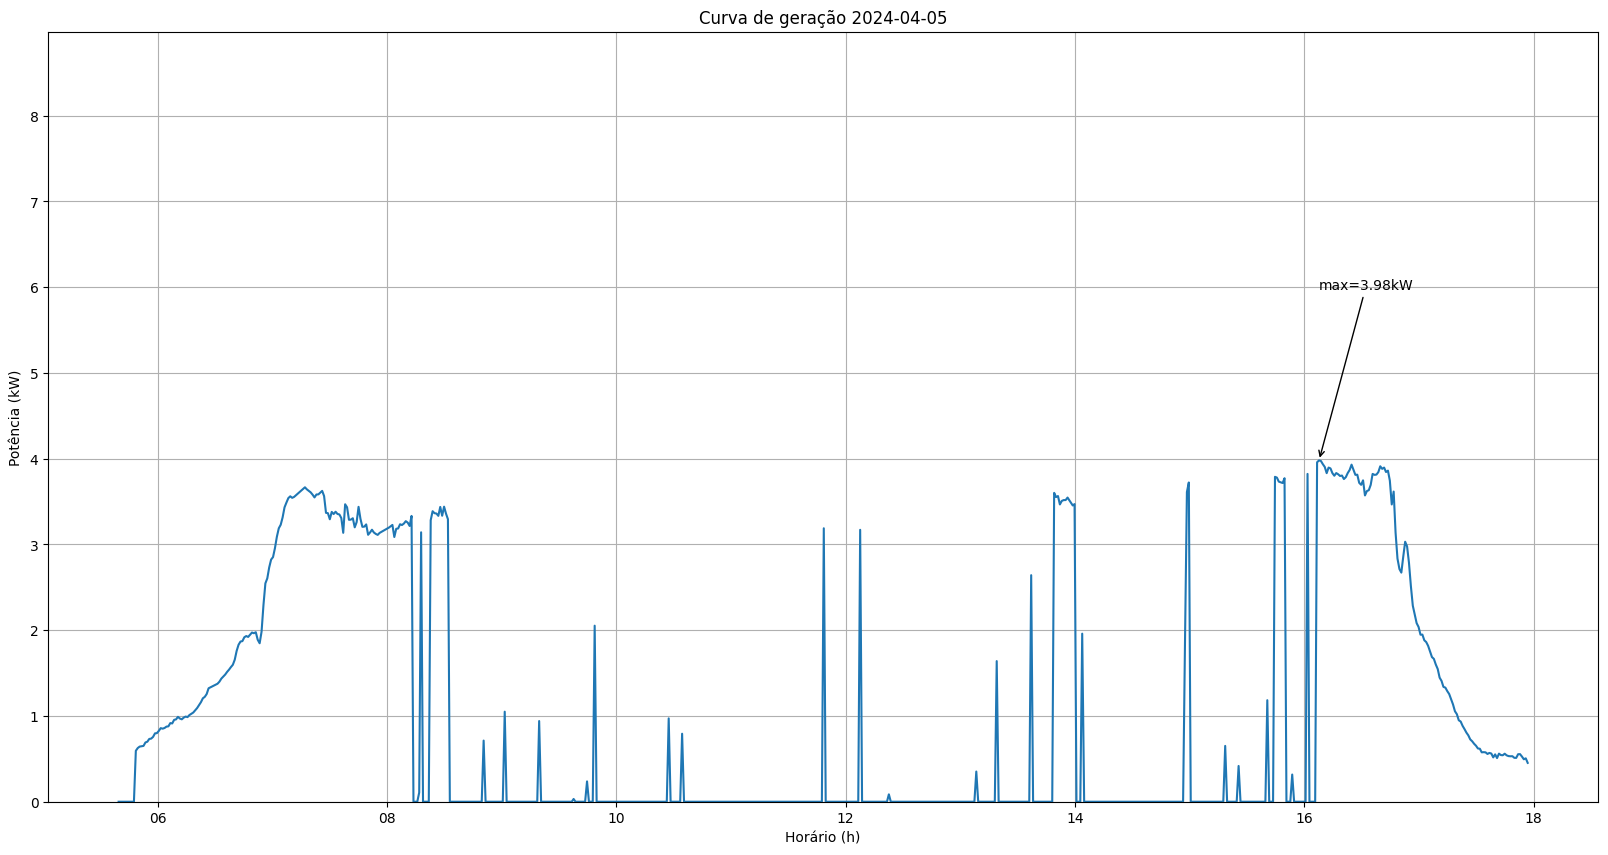 Curva de geração 2024-04-05
8
7
6
5
4
3
2
1
0
Potência (kW)
max=3.98kW
06 08 10 12 14 16 18
Horário (h)